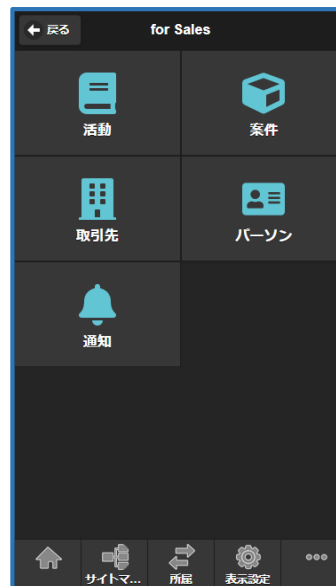 戻る
for Sales
活動
案件
取引先
パーソン
通知
サイトマ...
所属
表示設定